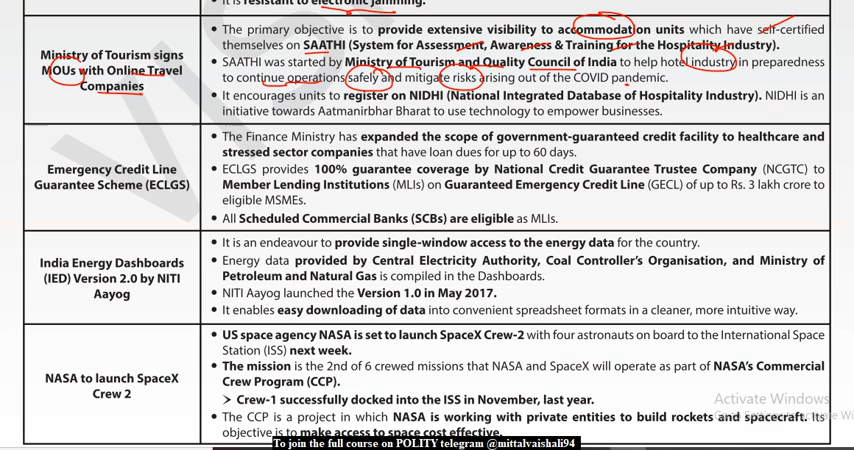 It is resistant to electronic jamming.
Ministry of Tourism signs
MOUs with Online Travel
Companies
• The primary objective is to provide extensive visibility to accommodation units which have self-certified
themselves on SAATHI (System for Assessment, Awareness & Training for the Hospitality Industry).
• SAATHI was started by Ministry of Tourism and Quality Council of India to help hotel industry in preparedness
to continue operations safely and mitigate risks arising out of the COVID pandemic.
• It encourages units to register on NIDHI (National Integrated Database of Hospitality Industry). NIDHI is an
initiative towards Aatmanirbhar Bharat to use technology to empower businesses.
Emergency Credit Line
Guarantee Scheme (ECLGS)
• The Finance Ministry has expanded the scope of government-guaranteed credit facility to healthcare and
stressed sector companies that have loan dues for up to 60 days.
• ECLGS provides 100% guarantee coverage by National Credit Guarantee Trustee Company (NCGTC) to
Member Lending Institutions (MLIs) on Guaranteed Emergency Credit Line (GECL) of up to Rs. 3 lakh crore to
eligible MSMEs.
• All Scheduled Commercial Banks (SCBs) are eligible as MLIs.
India Energy Dashboards
(IED) Version 2.0 by NITI
Aayog
• It is an endeavour to provide single-window access to the energy data for the country.
• Energy data provided by Central Electricity Authority, Coal Controller's Organisation, and Ministry of
Petroleum and Natural Gas is compiled in the Dashboards.
• NITI Aayog launched the Version 1.0 in May 2017.
• It enables easy downloading of data into convenient spreadsheet formats in a cleaner, more intuitive way.
NASA to launch SpaceX
Crew 2
• US space agency NASA is set to launch SpaceX Crew-2 with four astronauts on board to the International Space
Station (ISS) next week.
• The mission is the 2nd of 6 crewed missions that NASA and SpaceX will operate as part of NASA's Commercial
Crew Program (CCP).
➤ Crew-1 successfully docked into the ISS in November, last year.
• The CCP is a project in which NASA is working with private entities to build rockets and spacecraft. Its
objective is to make access to space cost effective.
Activate Windows
To join the full course on POLITY telegram @mittalvaishali94